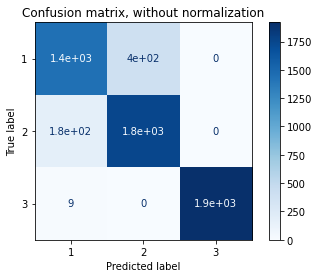 Confusion matrix, without normalization
True label
1 1.4e+03 4e+02 0
2 1.8e+02 1.8e+03 0
3 9 0 1.9e+03
1 2 3
Predicted label
1750
1500
1250
1000
750
500
250
0